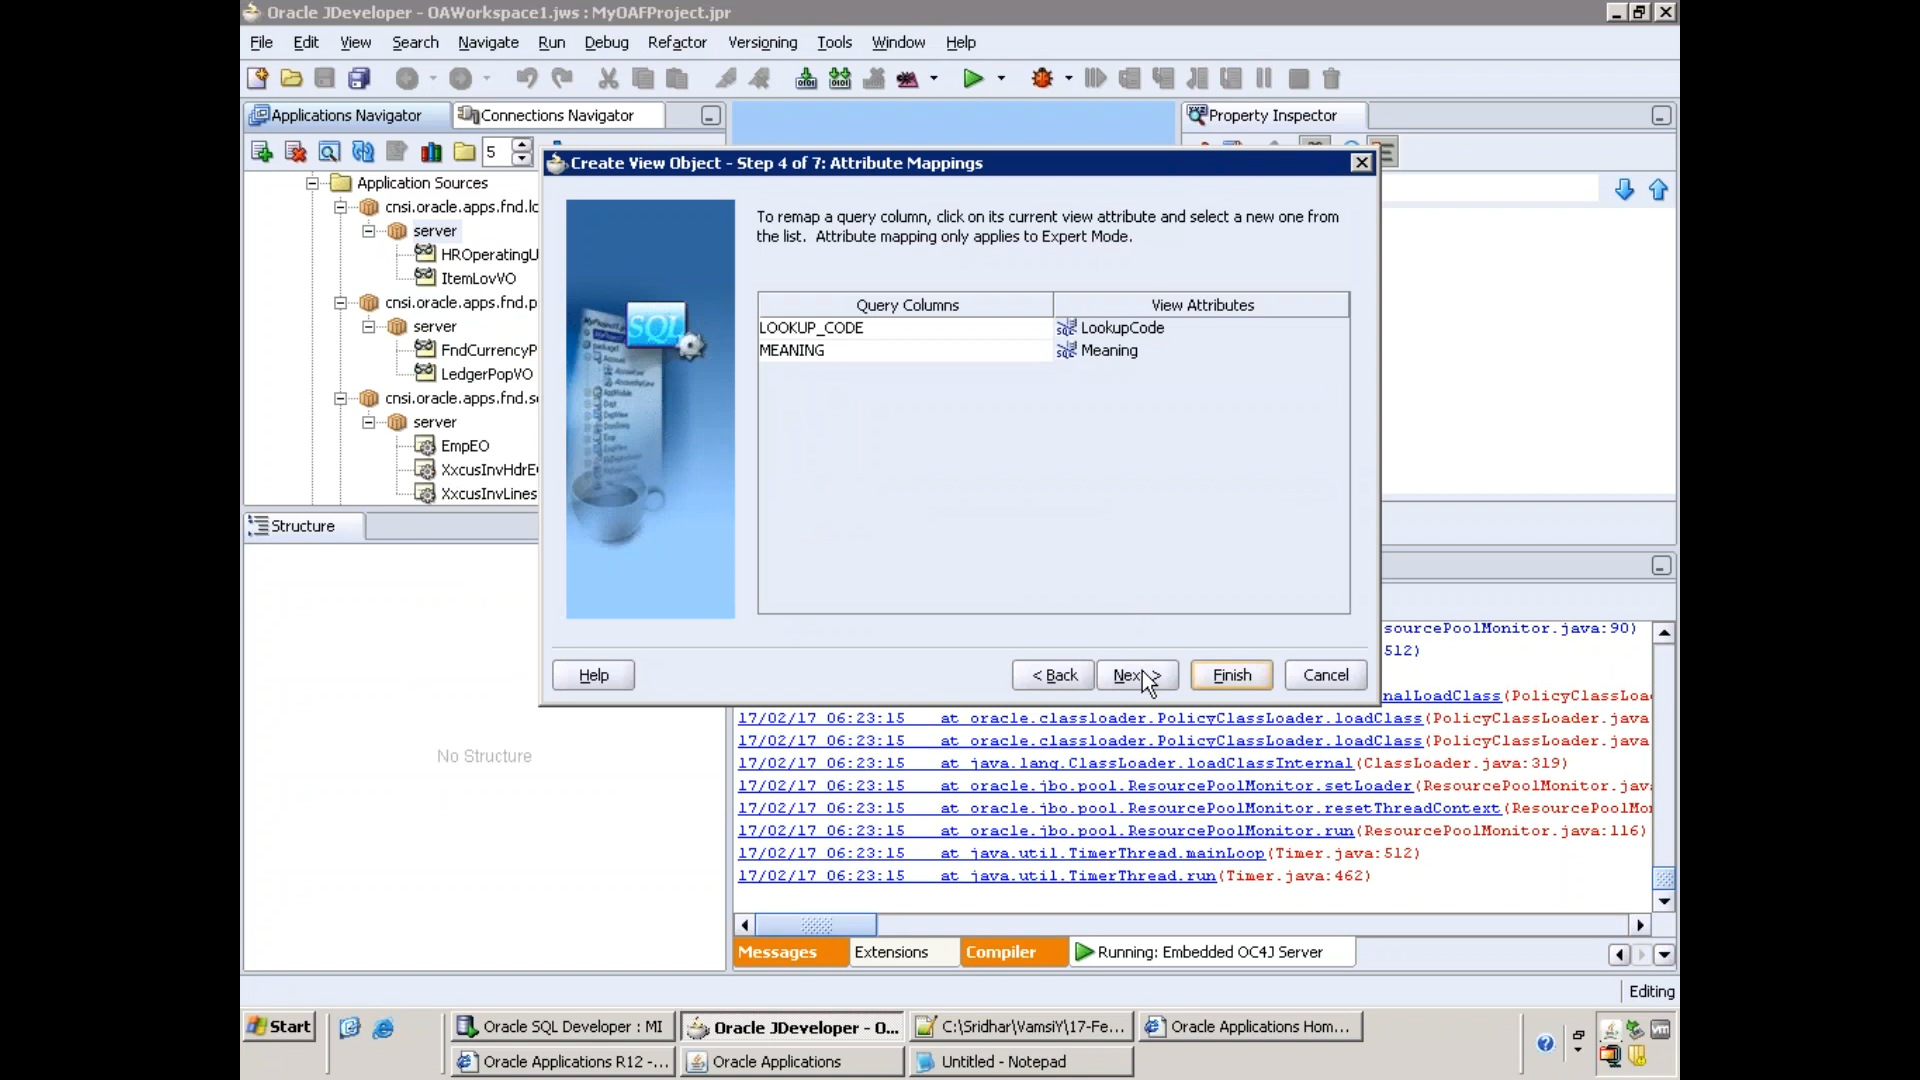 Oracle JDeveloper - OAWorkspace1.jws : MyOAFProject.jpr
File Edit View Search Navigate Run Debug Refactor Versioning Tools Window Help
Applications Navigator
Connections Navigator
Property Inspector
5
Create View Object - Step 4 of 7: Attribute Mappings
Application Sources
cnsi.oracle.apps.fnd.lo
server
HROperatingU
ItemLovVO
cnsi.oracle.apps.fnd.p
server
FndCurrencyP
LedgerPopVO
cnsi.oracle.apps.fnd.se
server
EmpEO
XxcusInvHdrE
XxcusInvLines
To remap a query column, click on its current view attribute and select a new one from
the list. Attribute mapping only applies to Expert Mode.
Query Columns View Attributes
LOOKUP_CODE LookupCode
MEANING Meaning
SQL
Help < Back Next > Finish Cancel
Structure
No Structure
sourcePoolMonitor.java:90)
512)
nalLoadClass(PolicyClassLoa
17/02/17 06:23:15 at oracle.classloader.PolicyClassLoader.loadClass(PolicyClassLoader.java
17/02/17 06:23:15 at oracle.classloader.PolicyClassLoader.loadClass(PolicyClassLoader.java
17/02/17 06:23:15 at java.lang.ClassLoader.loadClassInternal(ClassLoader.java:319)
17/02/17 06:23:15 at oracle.jbo.pool.ResourcePoolMonitor.setLoader(ResourcePoolMonitor.jav
17/02/17 06:23:15 at oracle.jbo.pool.ResourcePoolMonitor.resetThreadContext(ResourcePoolMo
17/02/17 06:23:15 at oracle.jbo.pool.ResourcePoolMonitor.run(ResourcePoolMonitor.java:116)
17/02/17 06:23:15 at java.util.TimerThread.mainLoop(Timer.java:512)
17/02/17 06:23:15 at java.util.TimerThread.run(Timer.java:462)
Messages Extensions Compiler Running: Embedded OC4J Server
Editing
Start
Oracle SQL Developer : MI
Oracle JDeveloper - O...
C:\Sridhar\VamsiY\17-Fe...
Oracle Applications Hom...
Oracle Applications R12 -...
Oracle Applications
Untitled - Notepad